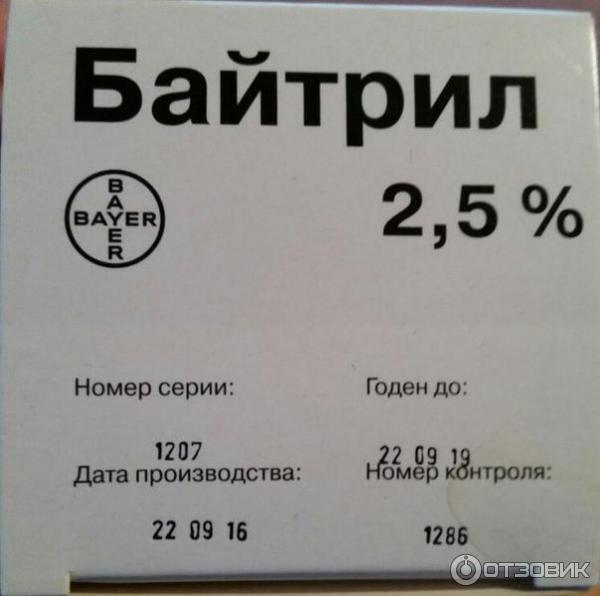 Байтрил
BAYER
BAYER
2,5 %
Номер серии:
Годен до:
1207
22 09 19
Дата производства:
Номер контроля:
22 09 16
1286
ОТЗОВИК